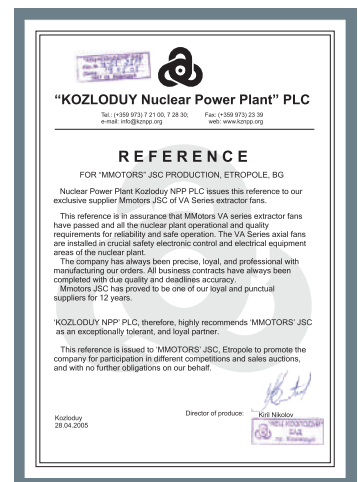 "KOZLODUY Nuclear Power Plant" PLC
Tel.: (+359 973) 7 21 00, 7 28 30; Fax: (+359 973) 23 39
e-mail: info@kznpp.org web: www.kznpp.org
REFERENCE
FOR "MMOTORS" JSC PRODUCTION, ETROPOLE, BG
Nuclear Power Plant Kozloduy NPP PLC issues this reference to our
exclusive supplier Mmotors JSC of VA Series extractor fans.
This reference is in assurance that MMotors VA series extractor fans
have passed and all the nuclear plant operational and quality
requirements for reliability and safe operation. The VA Series axial fans
are installed in crucial safety electronic control and electrical equipment
areas of the nuclear plant.
The company has always been precise, loyal, and professional with
manufacturing our orders. All business contracts have always been
completed with due quality and deadlines accuracy.
Mmotors JSC has proved to be one of our loyal and punctual
suppliers for 12 years.
'KOZLODUY NPP' PLC, therefore, highly recommends 'MMOTORS' JSC
as an exceptionally tolerant, and loyal partner.
This reference is issued to 'MMOTORS' JSC, Etropole to promote the
company for participation in different competitions and sales auctions,
and with no further obligations on our behalf.
Kozloduy
28.04.2005
Director of produce: Kiril Nikolov